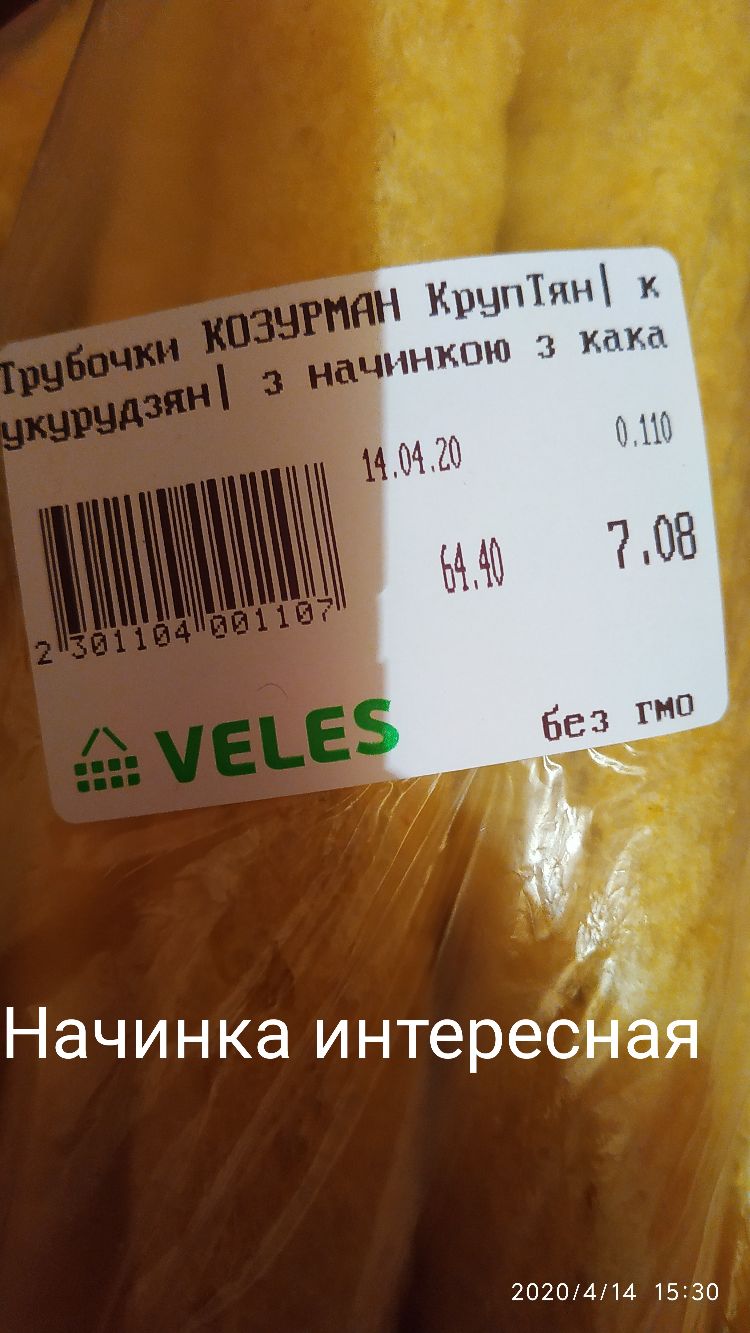 Трубочки КОЗУРМАН КрупТян| к
укурудзян| з начинкою з кака
14.04.20
0.110
64.40
7.08
2 301104 001107
VELES
без гмо
Начинка интересная
2020/4/14 15:30